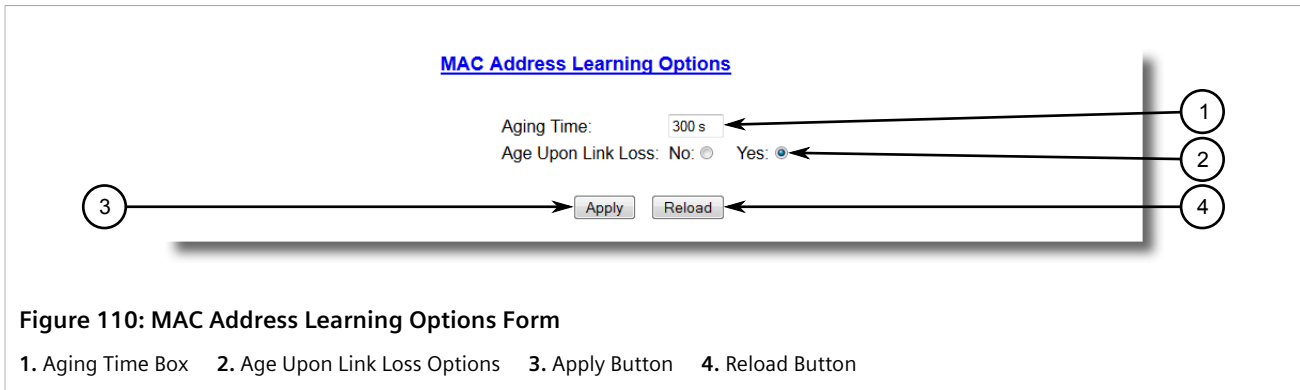 MAC Address Learning Options
Aging Time: 300 s
1
Age Upon Link Loss: No: Yes:
2
3
Apply Reload
4
Figure 110: MAC Address Learning Options Form
1. Aging Time Box 2. Age Upon Link Loss Options 3. Apply Button 4. Reload Button